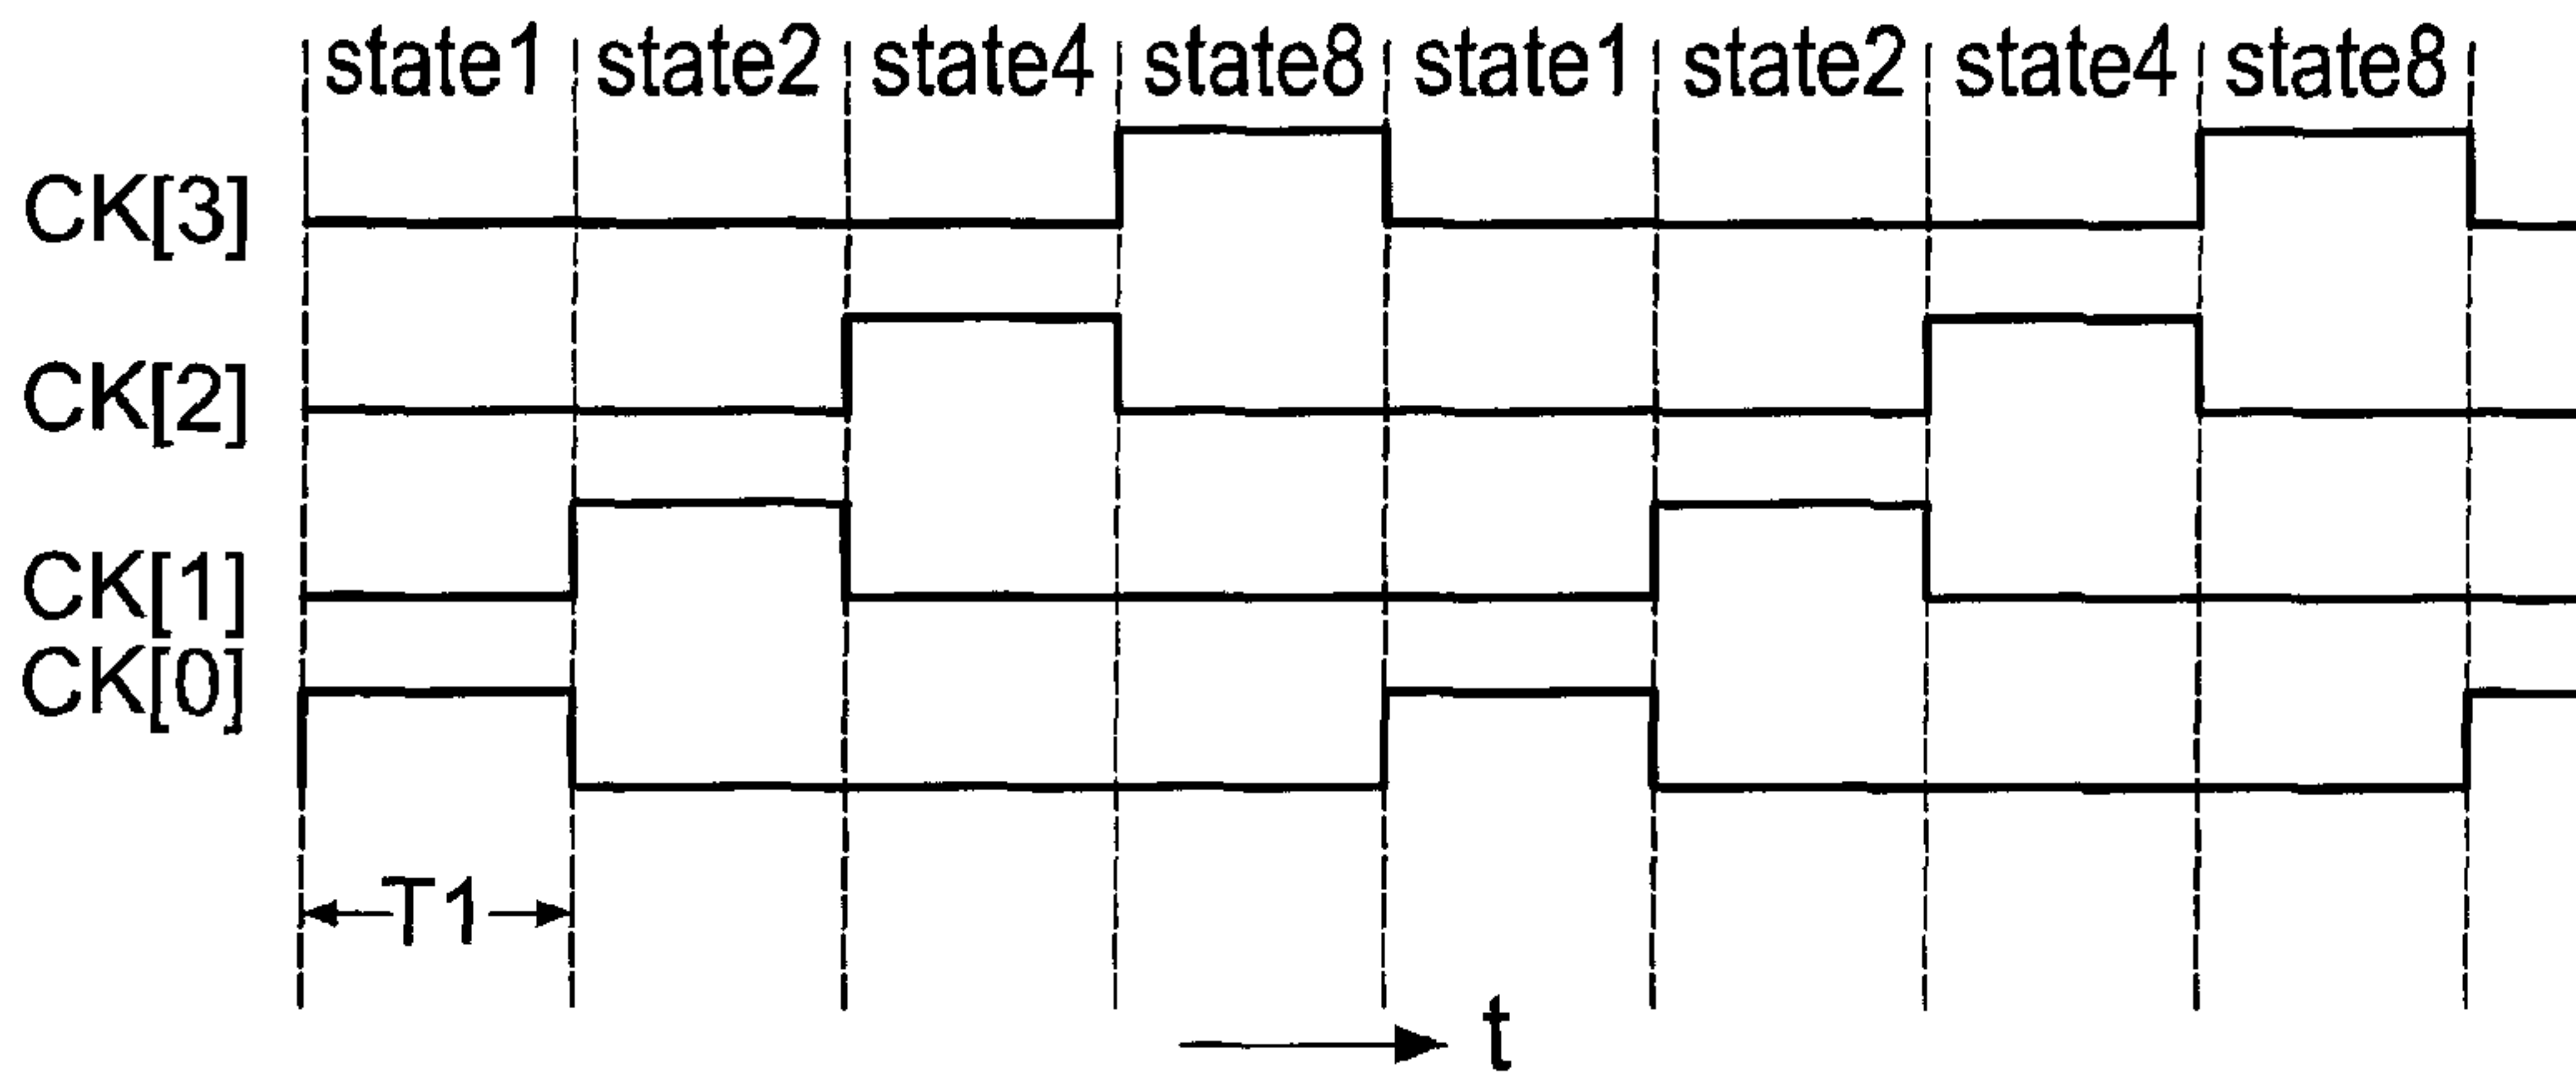 state1 state2 state4 state8 state1 state2 state4 state8
CK[3]
CK[2]
CK[1]
CK[0]
T1
t